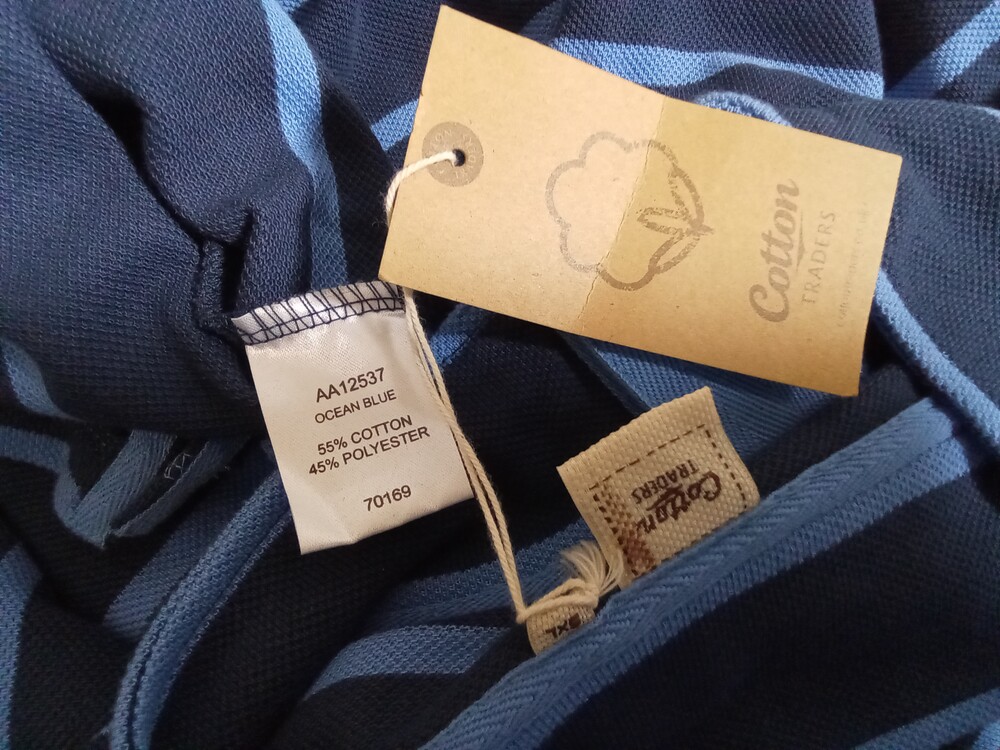 Cotton
TRADERS
AA12537
OCEAN BLUE
55% COTTON
45% POLYESTER
70169
Cotton
TRADERS